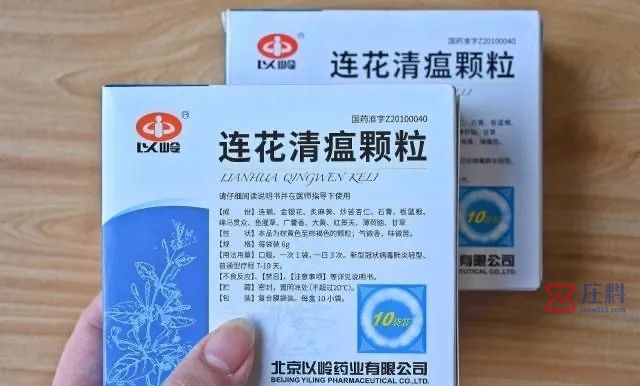 以岭
国药准字Z20100040
连花清瘟颗粒
LIANHUA QINGWEN KELI
以岭
国药准字Z20100040
连花清瘟颗粒
LIANHUA QINGWEN KELI
请仔细阅读说明书并在医师指导下使用
【成 份】连翘、金银花、炙麻黄、炒苦杏仁、石膏、板蓝根、
绵马贯众、鱼腥草、广藿香、大黄、红景天、薄荷脑、甘草
【性 状】本品为棕黄色至棕褐色的颗粒；气微香，味微苦。
【规 格】每袋装 6g
【用法用量】口服。一次 1 袋，一日 3 次。新型冠状病毒肺炎轻型、
普通型疗程 7-10 天。
【不良反应】、【禁忌】、【注意事项】等详见说明书。
【贮 藏】密封，置阴凉处(不超过20℃)。
【包 装】复合膜袋装。每盒 10 小袋。
10袋装
北京以岭药业有限公司
BEIJING YILING PHARMACEUTICAL CO.,LTD.
10
有限公司
CEUTICAL CO.,LTD.
庄料